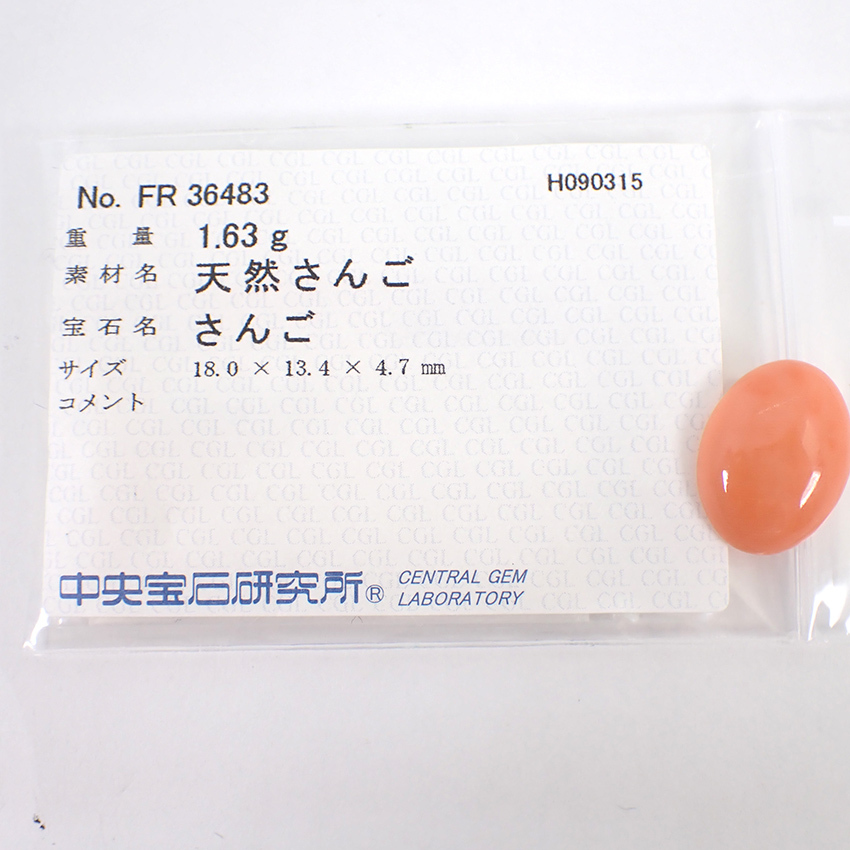 No. FR 36483 H090315
重量 1.63 g
素材名 天然さんご
宝石名 さんご
サイズ 18.0 × 13.4 × 4.7 mm
コメント
中央宝石研究所® CENTRAL GEM
LABORATORY